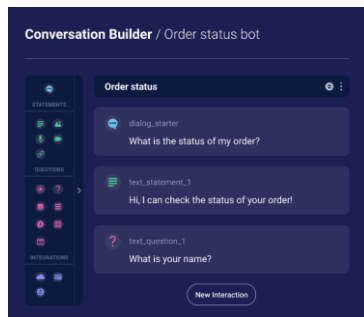 Conversation Builder / Order status bot
STATEMENTS
QUESTIONS
INTEGRATIONS
Order status
dialog_starter
What is the status of my order?
text_statement_1
Hi, I can check the status of your order!
text_question_1
What is your name?
New Interaction